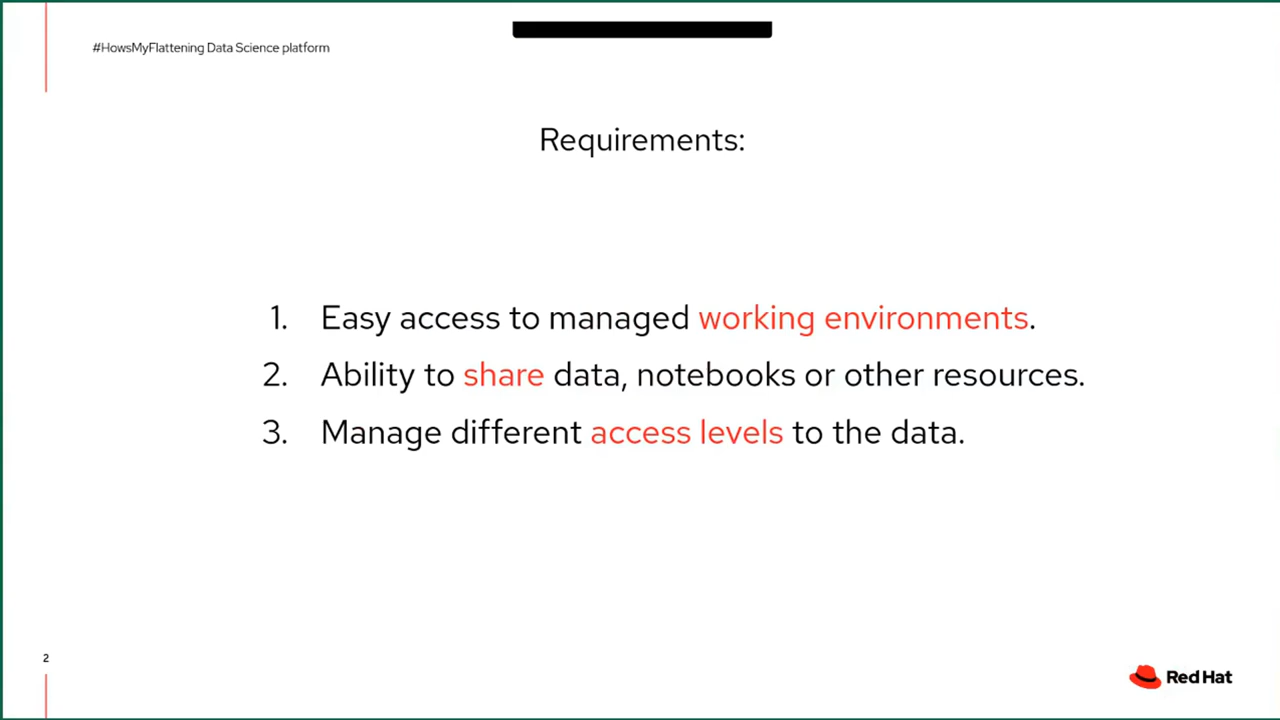 #HowsMyFlattening Data Science platform
Requirements:
1. Easy access to managed working environments.
2. Ability to share data, notebooks or other resources.
3. Manage different access levels to the data.
2
Red Hat